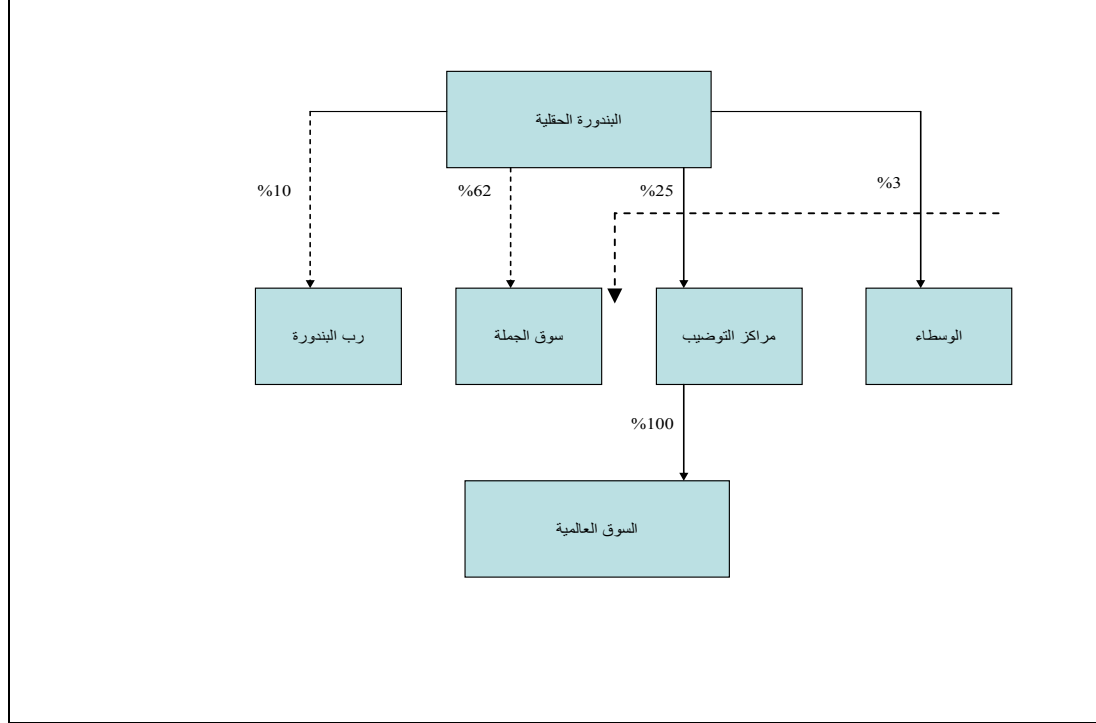 البندورة الحقلية
%3
%25
%62
%10
الوسطاء
مراكز التوضيب
سوق الجملة
رب البندورة
%100
السوق العالمية